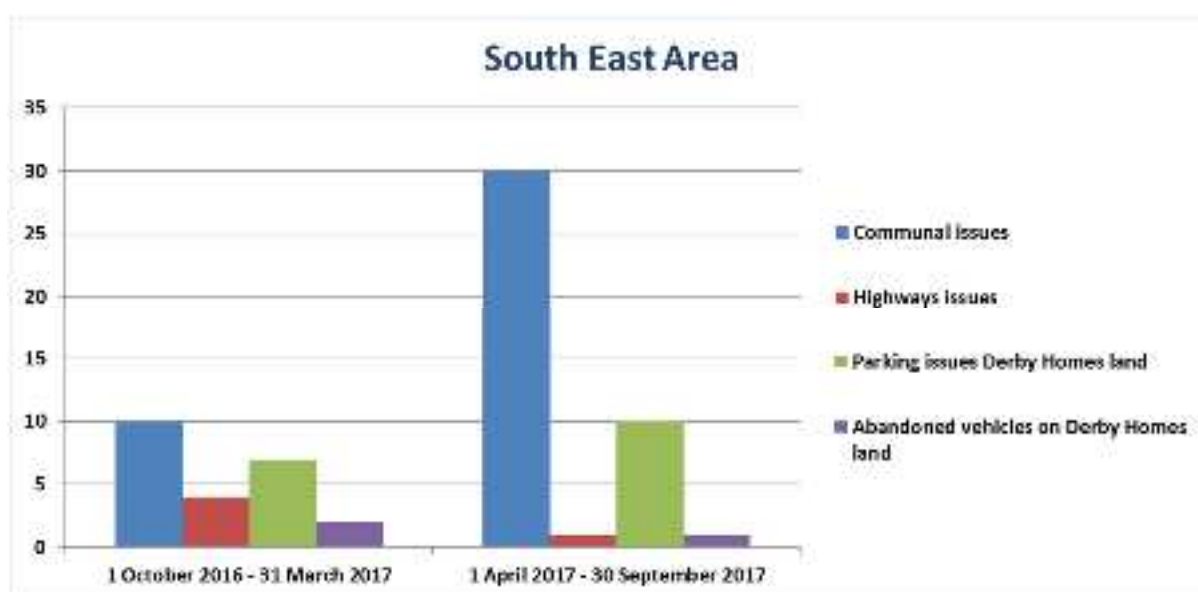 South East Area
35
30
25
20
15
10
5
0
1 October 2016 - 31 March 2017
1 April 2017 - 30 September 2017
Communal issues
Highways issues
Parking issues Derby Homes land
Abandoned vehicles on Derby Homes
land